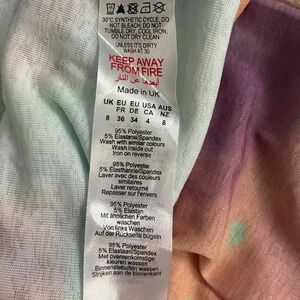 30°C SYNTHETIC CYCLE, DO
NOT BLEACH, DO NOT
TUMBLE DRY, COOL IRON,
DO NOT DRY CLEAN
UNLESS IT'S DIRTY
WASH AT 30
KEEP AWAY
FROM FIRE
أبعدها عن النار
Made in UK
UK EU EU USA AUS
FR DE CA NZ
8 36 34 4 8
95% Polyester
5% Elastane/Spandex
Wash with similar colours
Wash inside out
Iron on reverse
95% Polyester
5% Elasthanne/Spandex
Laver avec des couleurs
similaires
Laver retourné
Repasser sur l'envers
95% Polyester
5% Elasten
Mit ähnlichen Farben
waschen
Von links Waschen
Auf der Rückseite bügeln
95% Polyester
5% Elastaan/Spandex
Met overeenkomstige
kleuren wassen
Binnenstebuiten wassen
Strijken aan de binnenkant